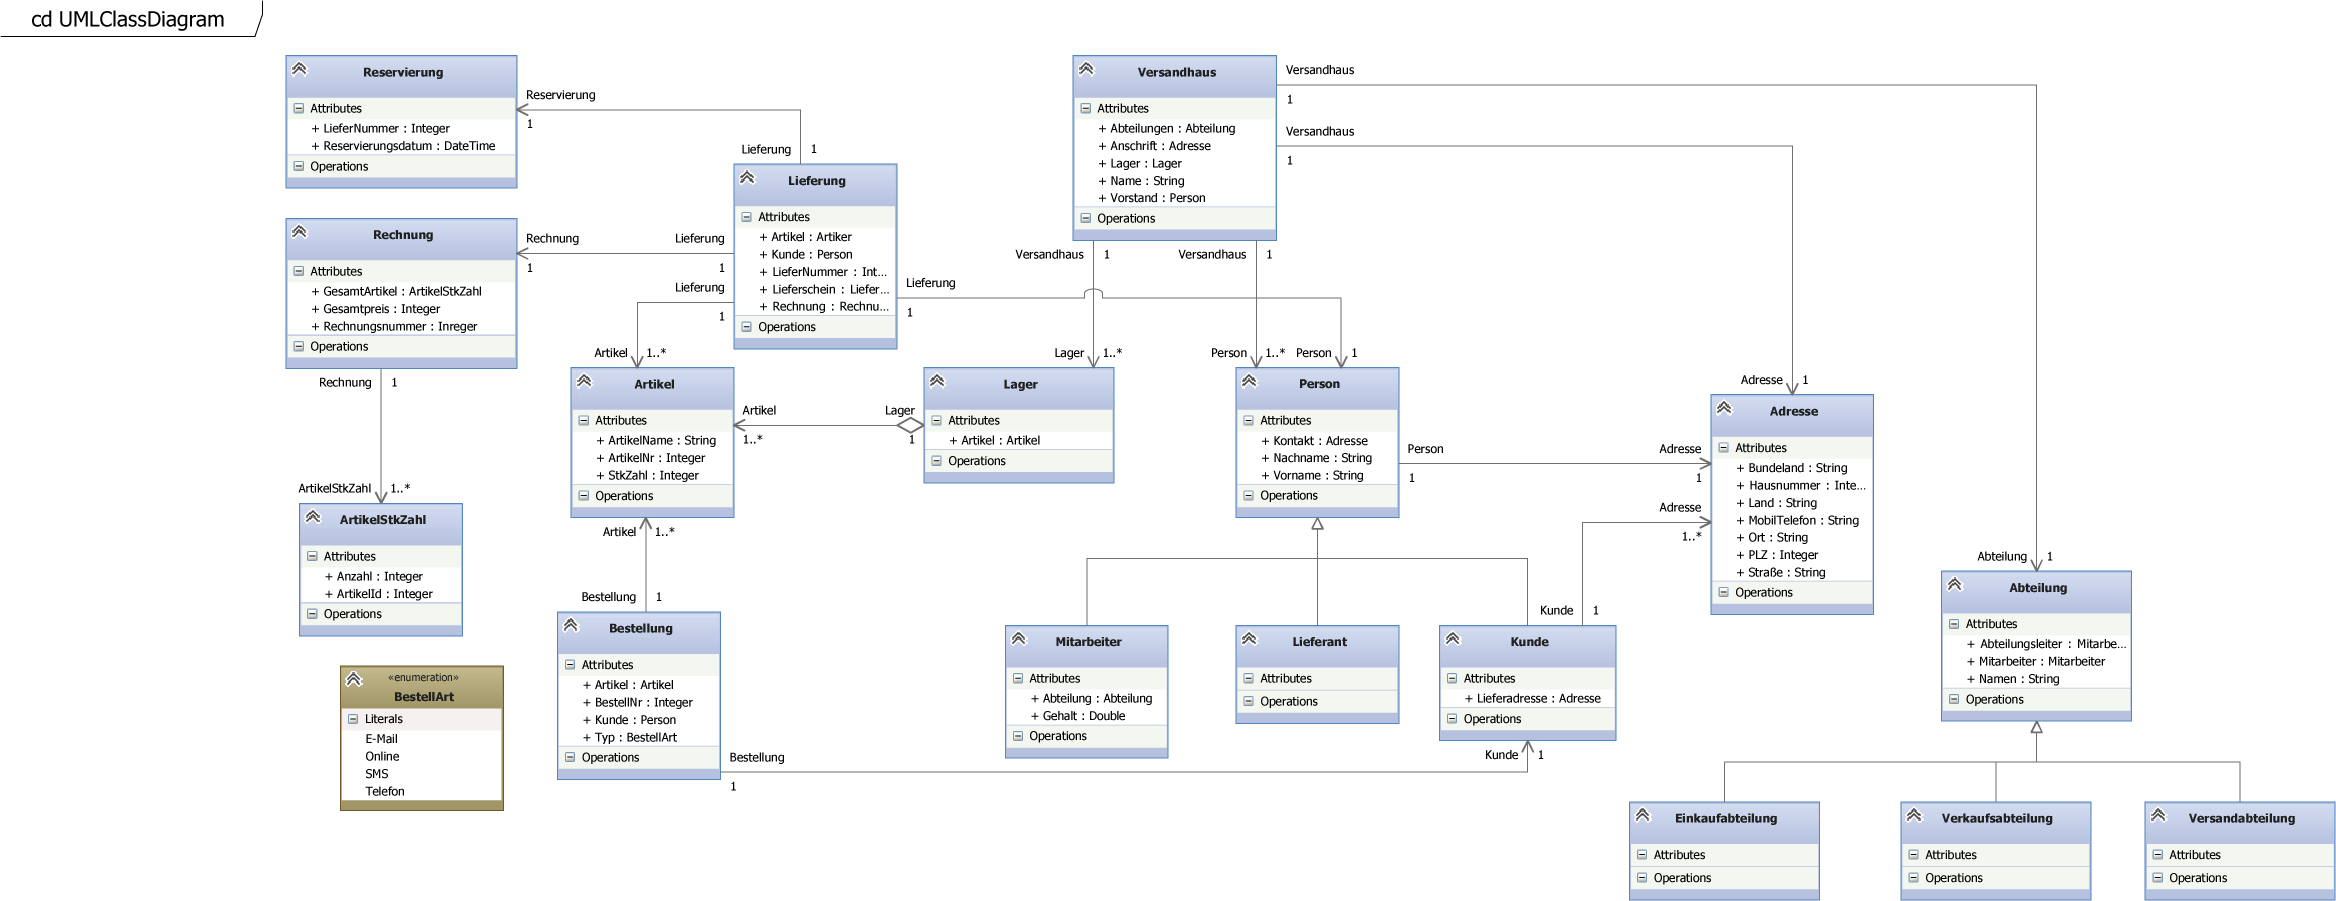 cd UMLClassDiagram
Reservierung
Attributes
+ LieferNummer : Integer
+ Reservierungsdatum : DateTime
Operations
Reservierung
1
Lieferung
1
Lieferung
Attributes
+ Artikel : Artiker
+ Kunde : Person
+ LieferNummer : Int...
+ Lieferschein : Liefer...
+ Rechnung : Rechnu...
Operations
Versandhaus
Attributes
+ Abteilungen : Abteilung
+ Anschrift : Adresse
+ Lager : Lager
+ Name : String
+ Vorstand : Person
Operations
Versandhaus
1
Versandhaus
1
Versandhaus
1
Versandhaus
1
Rechnung
Attributes
+ GesamtArtikel : ArtikelStkZahl
+ Gesamtpreis : Integer
+ Rechnungsnummer : Inreger
Operations
Rechnung
1
Lieferung
1
Lieferung
1
Lieferung
1
Rechnung
1
Artikel
1..*
Lager
1..*
Person
1..*
Person
1
Adresse
1
Artikel
Attributes
+ ArtikelName : String
+ ArtikelNr : Integer
+ StkZahl : Integer
Operations
Artikel
1..*
Lager
1
Lager
Attributes
+ Artikel : Artikel
Operations
Person
Attributes
+ Kontakt : Adresse
+ Nachname : String
+ Vorname : String
Operations
Person
1
Adresse
1
Adresse
1..*
Adresse
Attributes
+ Bundeland : String
+ Hausnummer : Inte...
+ Land : String
+ MobilTelefon : String
+ Ort : String
+ PLZ : Integer
+ Straße : String
Operations
ArtikelStkZahl
1..*
ArtikelStkZahl
Attributes
+ Anzahl : Integer
+ ArtikelId : Integer
Operations
Artikel
1..*
Bestellung
1
Bestellung
Attributes
+ Artikel : Artikel
+ BestellNr : Integer
+ Kunde : Person
+ Typ : BestellArt
Operations
Bestellung
1
Mitarbeiter
Attributes
+ Abteilung : Abteilung
+ Gehalt : Double
Operations
Lieferant
Attributes
Operations
Kunde
1
Kunde
Attributes
+ Lieferadresse : Adresse
Operations
Kunde
1
Abteilung
1
Abteilung
Attributes
+ Abteilungsleiter : Mitarbe...
+ Mitarbeiter : Mitarbeiter
+ Namen : String
Operations
«enumeration»
BestellArt
Literals
E-Mail
Online
SMS
Telefon
Einkaufabteilung
Attributes
Operations
Verkaufsabteilung
Attributes
Operations
Versandabteilung
Attributes
Operations